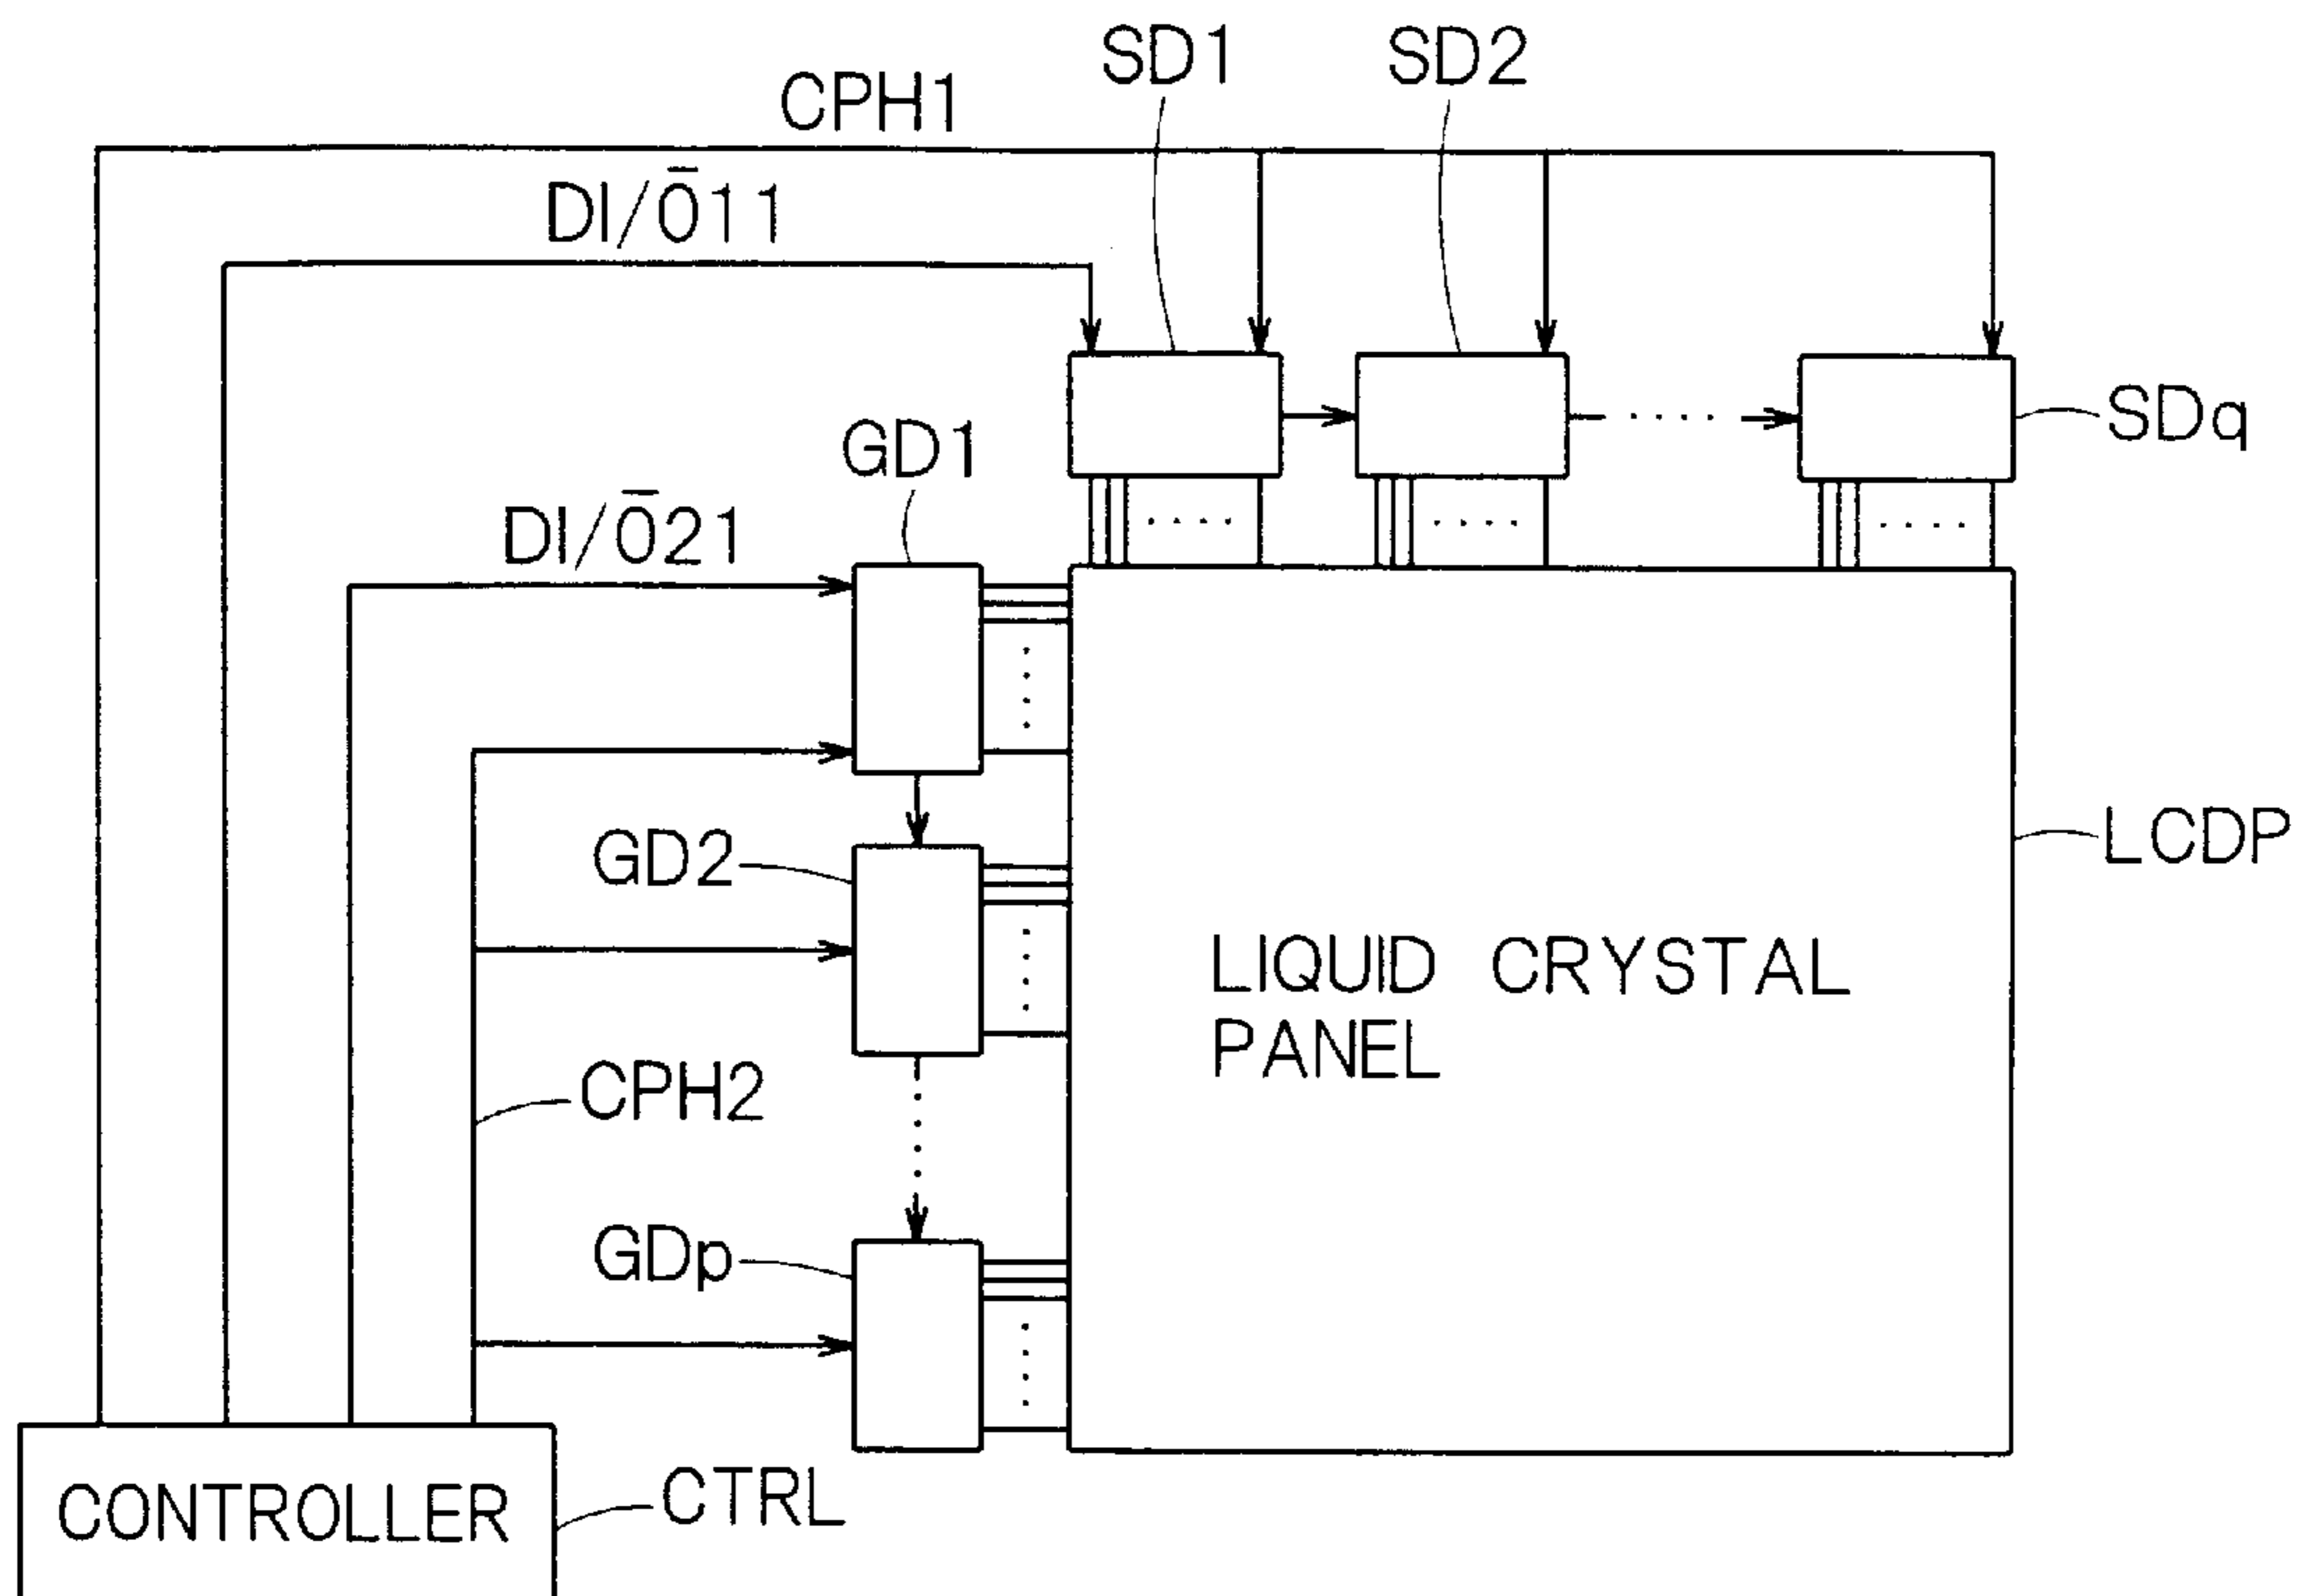 SD1
SD2
CPH1
DI/Ō11
SDq
GD1
DI/Ō21
LCDP
GD2
LIQUID CRYSTAL
PANEL
CPH2
GDp
CTRL
CONTROLLER